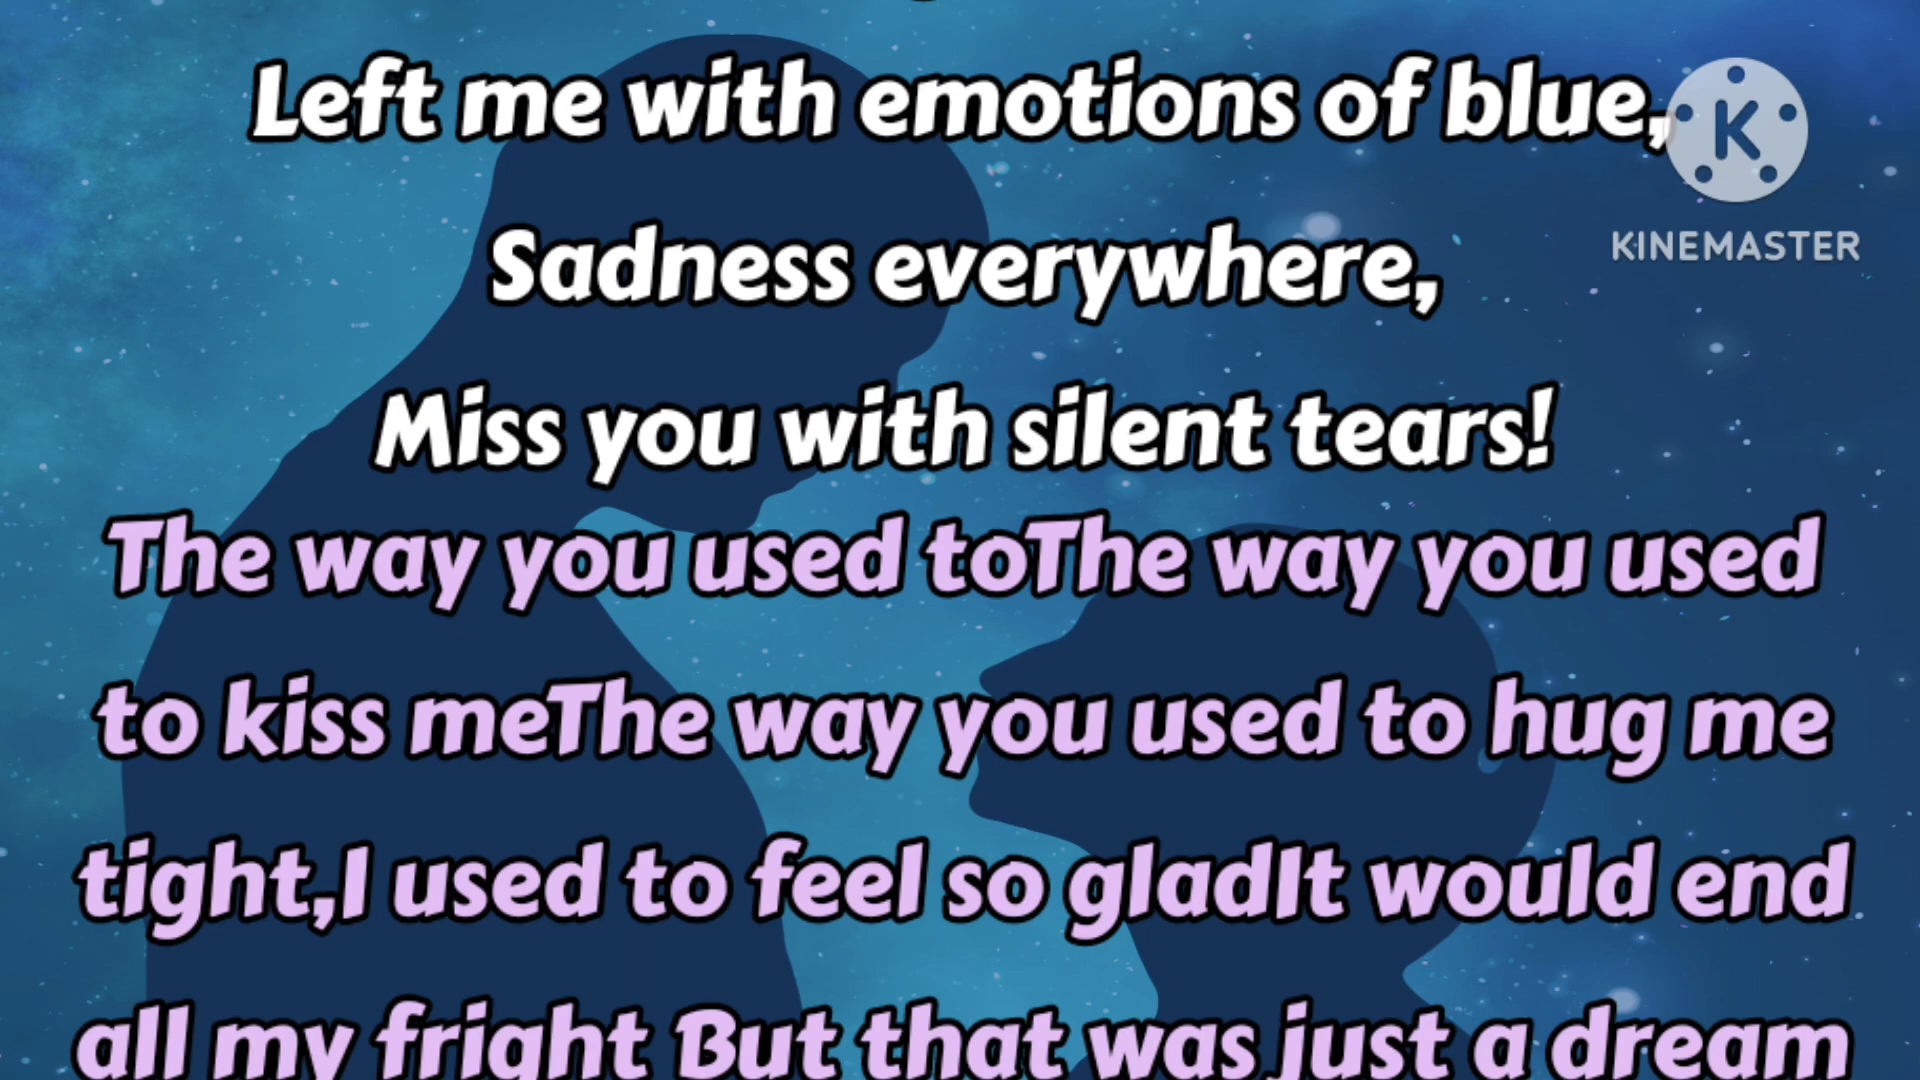 Left me with emotions of blue,
KINEMASTER
Sadness everywhere,
Miss you with silent tears!
The way you used toThe way you used
to kiss meThe way you used to hug me
tight,I used to feel so gladIt would end
all my fright But that was just a dream